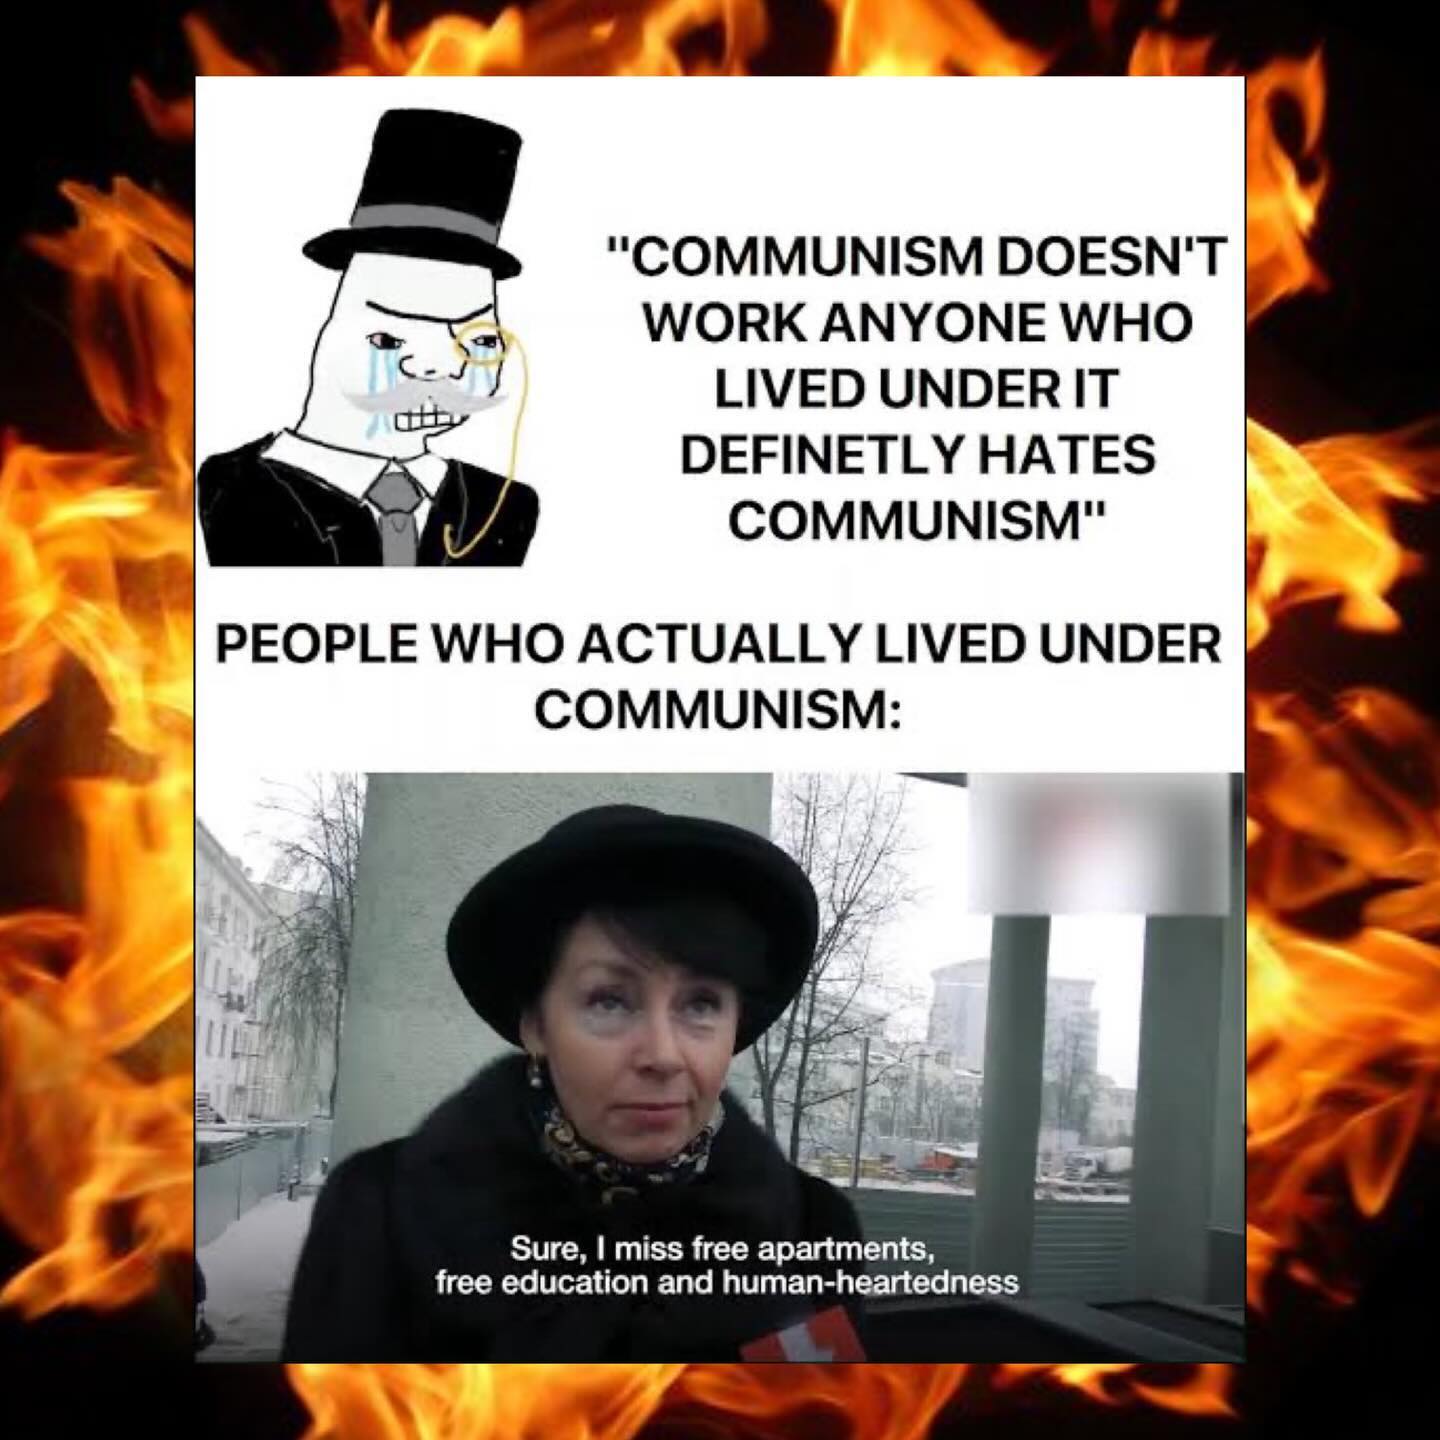 "COMMUNISM DOESN'T
WORK ANYONE WHO
LIVED UNDER IT
DEFINETLY HATES
COMMUNISM"
PEOPLE WHO ACTUALLY LIVED UNDER
COMMUNISM:
Sure, I miss free apartments,
free education and human-heartedness